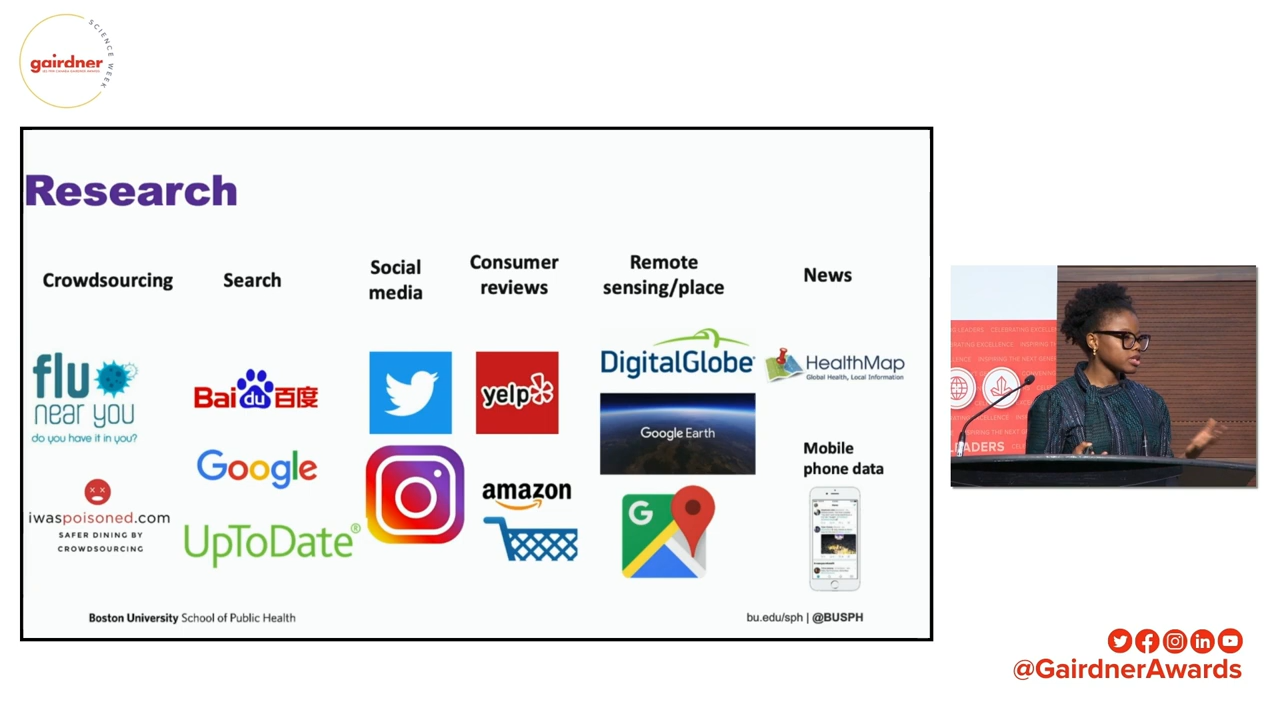 SCIENCE WEEK
gairdner
Research
Crowdsourcing
Search
Social
media
Consumer
reviews
Remote
sensing/place
News
flu
near you
do you have it in you?
iwaspoisoned.com
SAFER DINING BY
CROWDSOURCING
Baidu百度
Google
UpToDate®
yelp
amazon
DigitalGlobe
Google Earth
G
HealthMap
Global Health, Local Information
Mobile
phone data
Boston University School of Public Health
bu.edu/sph | @BUSPH
LEADERS
@GairdnerAwards